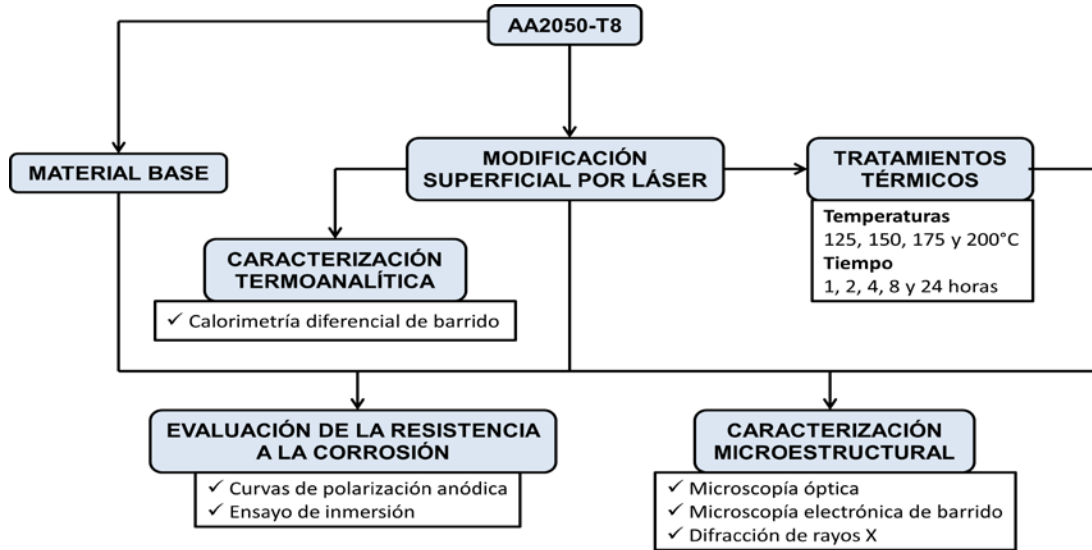 AA2050-T8
MATERIAL BASE
MODIFICACIÓN
SUPERFICIAL POR LÁSER
TRATAMIENTOS
TÉRMICOS
Temperaturas
125, 150, 175 y 200°C
Tiempo
1, 2, 4, 8 y 24 horas
CARACTERIZACIÓN
TERMOANALÍTICA
✓ Calorimetría diferencial de barrido
EVALUACIÓN DE LA RESISTENCIA
A LA CORROSIÓN
✓ Curvas de polarización anódica
✓ Ensayo de inmersión
CARACTERIZACIÓN
MICROESTRUCTURAL
✓ Microscopía óptica
✓ Microscopía electrónica de barrido
✓ Difracción de rayos X